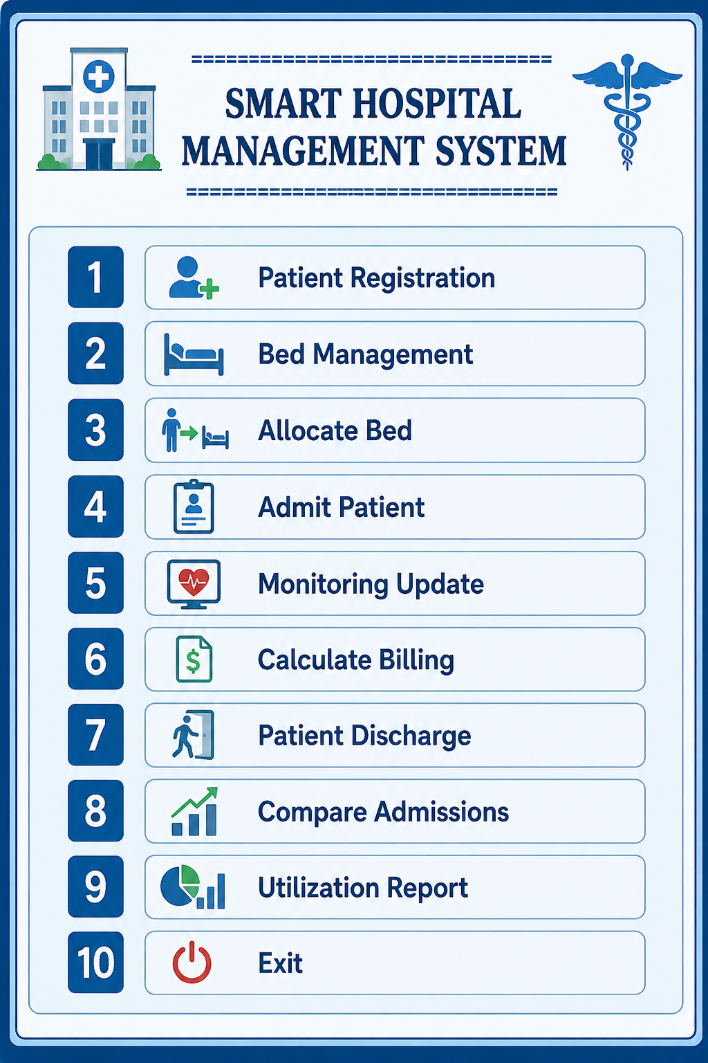 ==============================
SMART HOSPITAL
MANAGEMENT SYSTEM
===============================
1 Patient Registration
2 Bed Management
3 Allocate Bed
4 Admit Patient
5 Monitoring Update
6 $ Calculate Billing
7 Patient Discharge
8 Compare Admissions
9 Utilization Report
10 Exit